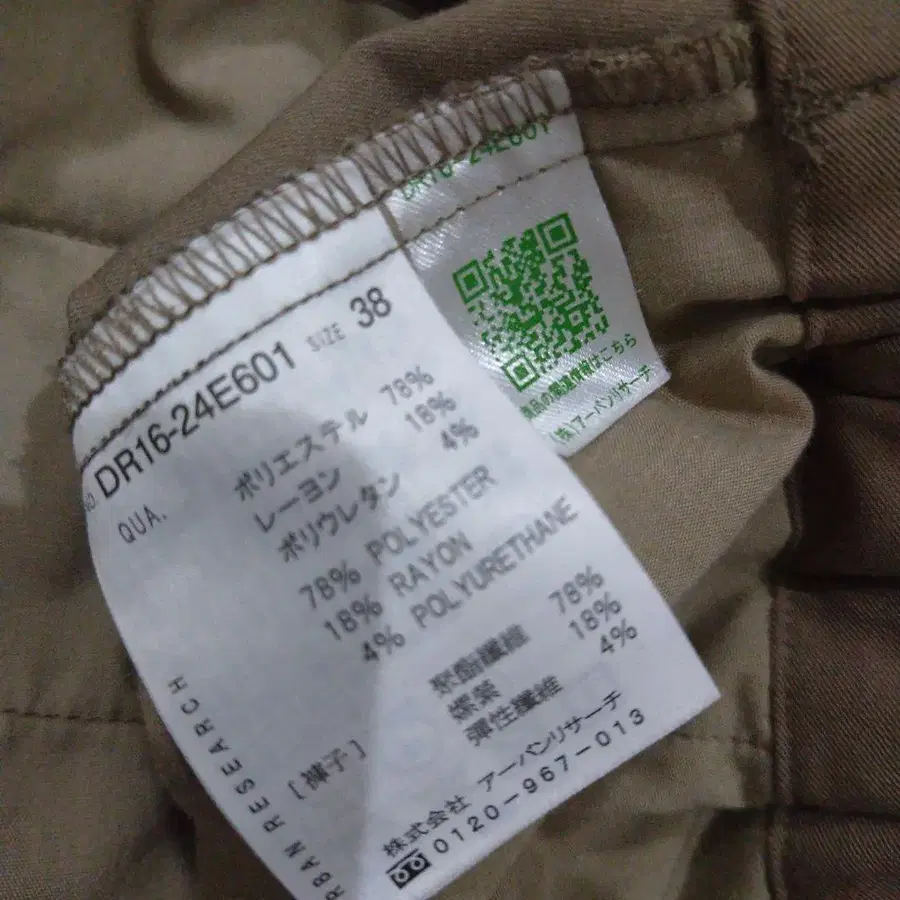 DR16-24E601
商品の関連情報はこちら
(株)アーバンリサーチ
NO DR16-24E601 SIZE 38
QUA.
ポリエステル 78%
レーヨン 18%
ポリウレタン 4%
78% POLYESTER
18% RAYON
4% POLYURETHANE
聚酯纖維 78%
嫘縈 18%
彈性纖維 4%
[褲子]
株式会社 アーバンリサーチ
0120-967-013
RBAN RESEARCH